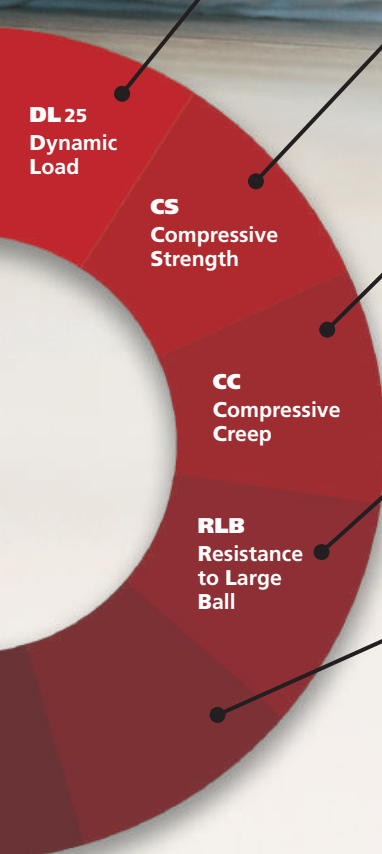 DL 25
Dynamic
Load
CS
Compressive
Strength
CC
Compressive
Creep
RLB
Resistance
to Large
Ball